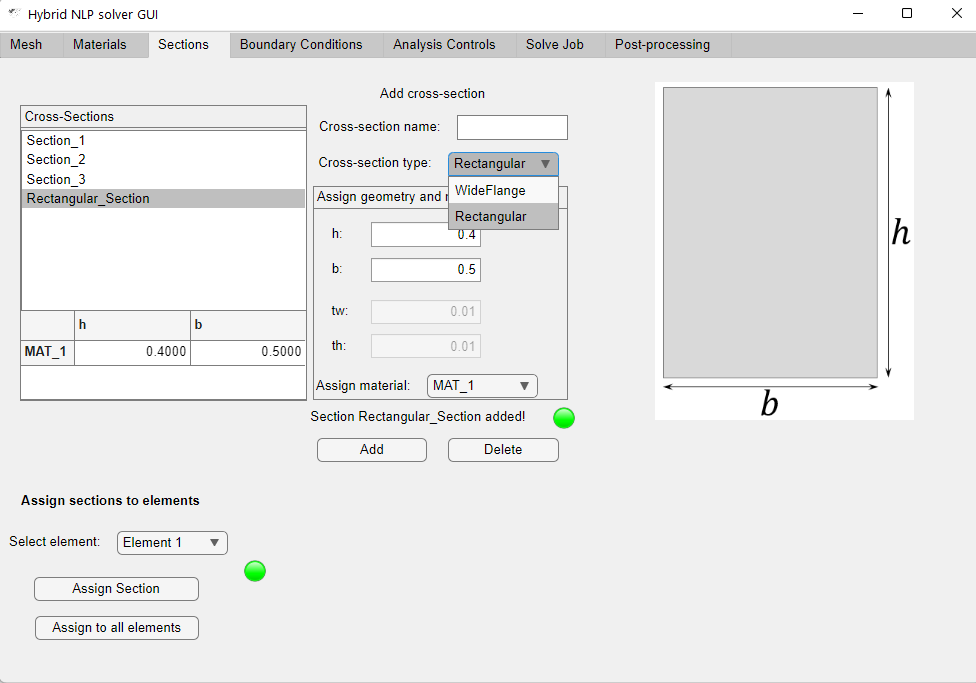 Hybrid NLP solver GUI
Mesh Materials Sections Boundary Conditions Analysis Controls Solve Job Post-processing
Add cross-section
Cross-Sections
Section_1
Section_2
Section_3
Rectangular_Section
h b
MAT_1 0.4000 0.5000
Cross-section name:
Cross-section type: Rectangular
WideFlange
Rectangular
Assign geometry and
h: 0.4
b: 0.5
tw: 0.01
th: 0.01
Assign material: MAT_1
Section Rectangular_Section added!
Add Delete
h
b
Assign sections to elements
Select element: Element 1
Assign Section
Assign to all elements